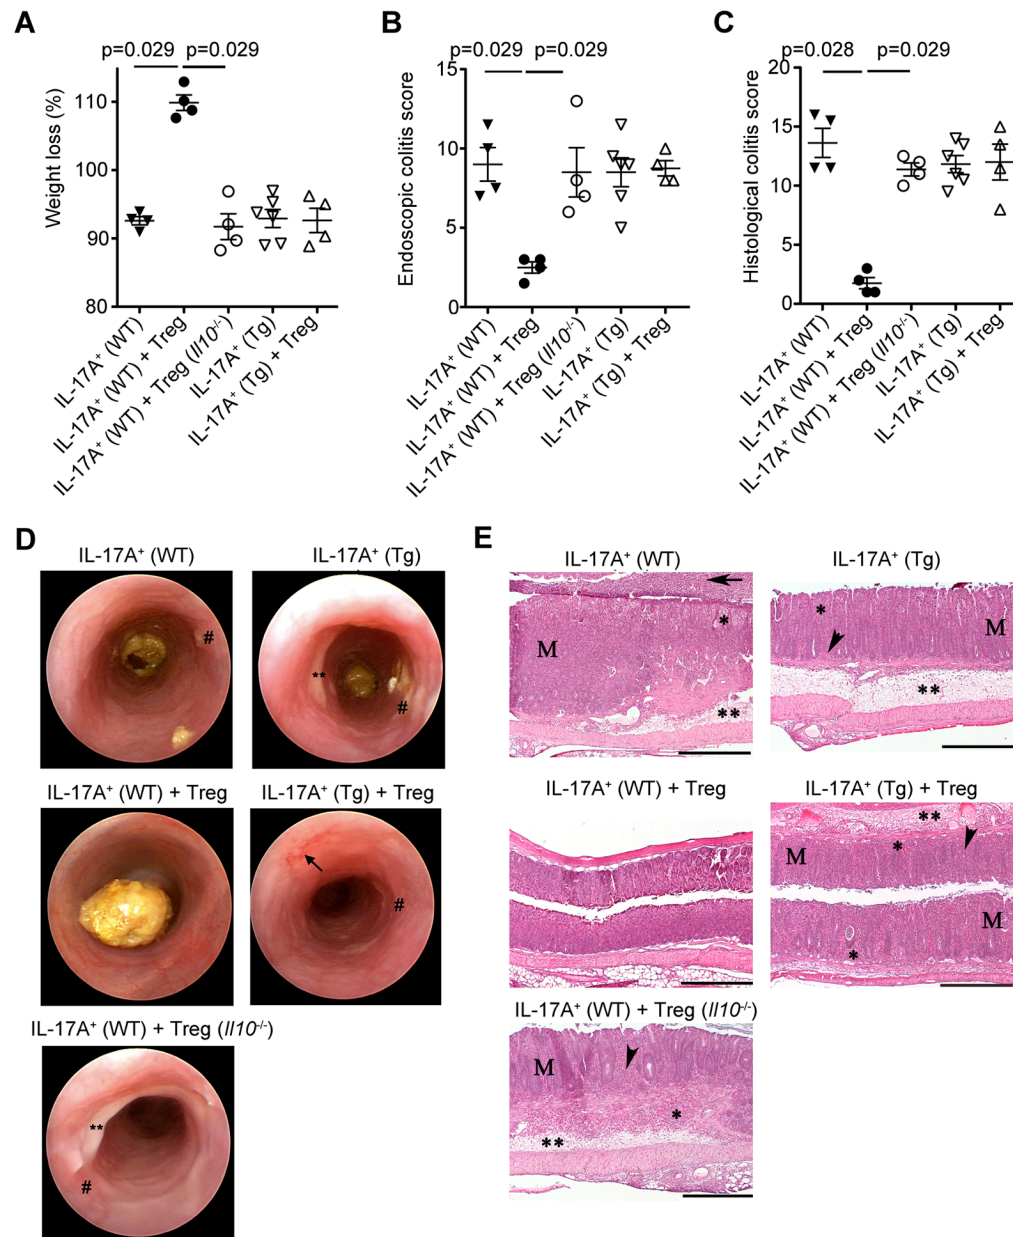 A
p=0.029
p=0.029
Weight loss (%)
110
100
90
80
IL-17A⁺ (WT)
IL-17A⁺ (WT) + Treg
IL-17A⁺ (WT) + Treg (Il10⁻/⁻)
IL-17A⁺ (Tg)
IL-17A⁺ (Tg) + Treg
B
p=0.029
p=0.029
Endoscopic colitis score
15
10
5
0
IL-17A⁺ (WT)
IL-17A⁺ (WT) + Treg
IL-17A⁺ (WT) + Treg (Il10⁻/⁻)
IL-17A⁺ (Tg)
IL-17A⁺ (Tg) + Treg
C
p=0.028
p=0.029
Histological colitis score
20
15
10
5
0
IL-17A⁺ (WT)
IL-17A⁺ (WT) + Treg
IL-17A⁺ (WT) + Treg (Il10⁻/⁻)
IL-17A⁺ (Tg)
IL-17A⁺ (Tg) + Treg
D
IL-17A⁺ (WT)
#
IL-17A⁺ (Tg)
**
#
IL-17A⁺ (WT) + Treg
IL-17A⁺ (Tg) + Treg
#
IL-17A⁺ (WT) + Treg (Il10⁻/⁻)
**
#
E
IL-17A⁺ (WT)
*
M
**
IL-17A⁺ (Tg)
*
M
**
IL-17A⁺ (WT) + Treg
IL-17A⁺ (Tg) + Treg
**
*
M
M
*
IL-17A⁺ (WT) + Treg (Il10⁻/⁻)
M
*
**